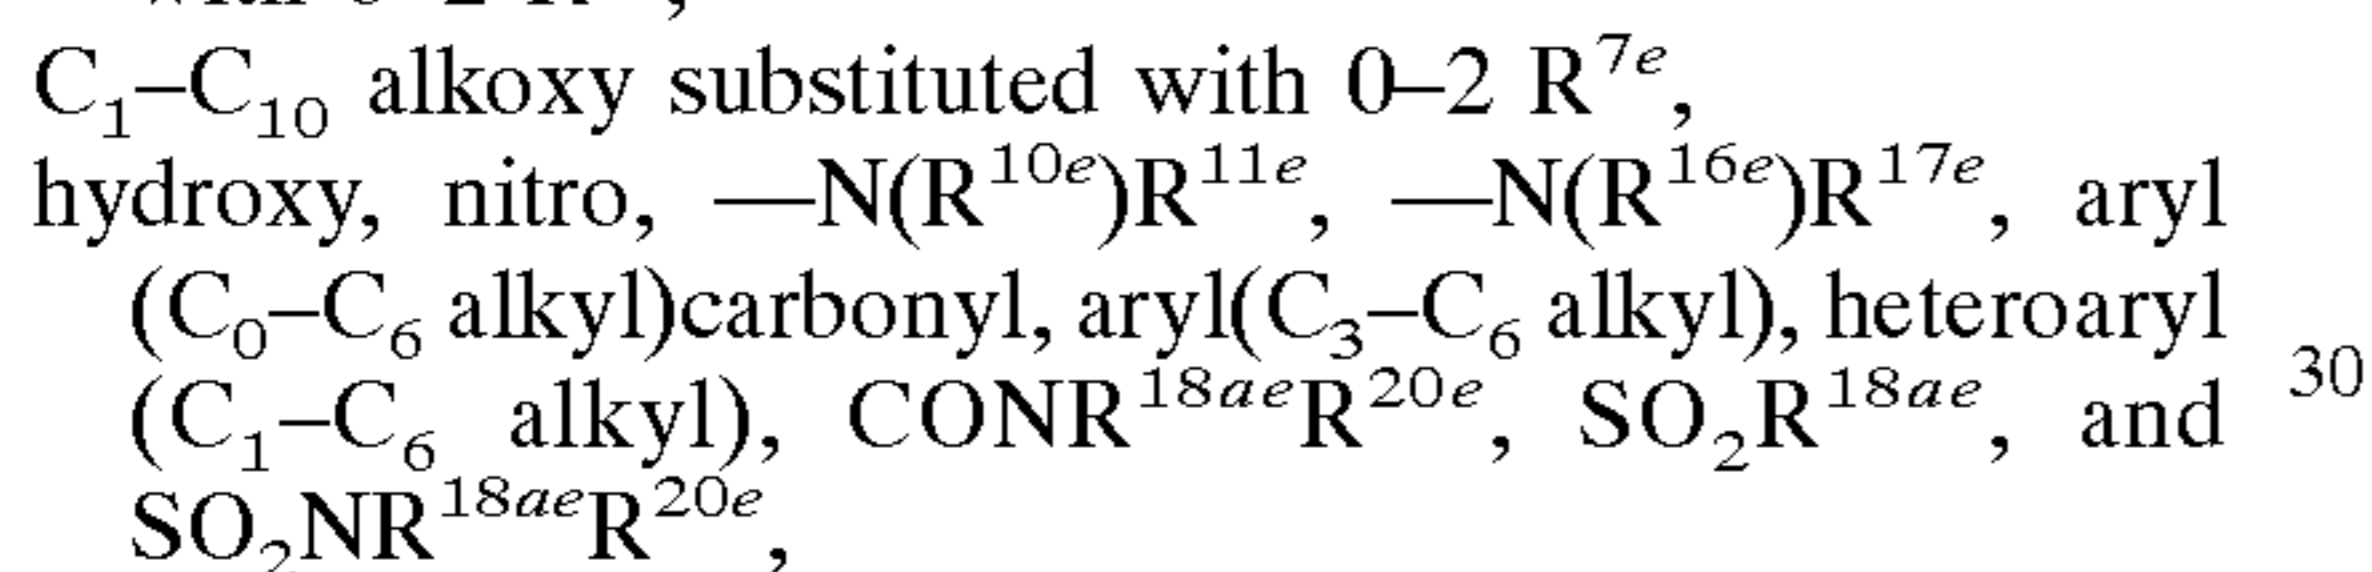 C₁–C₁₀ alkoxy substituted with 0–2 R⁷ᵉ,
hydroxy, nitro, —N(R¹⁰ᵉ)R¹¹ᵉ, —N(R¹⁶ᵉ)R¹⁷ᵉ, aryl
(C₀–C₆ alkyl)carbonyl, aryl(C₃–C₆ alkyl), heteroaryl
(C₁–C₆ alkyl), CONR¹⁸ᵃᵉR²⁰ᵉ, SO₂R¹⁸ᵃᵉ, and 30
SO₂NR¹⁸ᵃᵉR²⁰ᵉ,